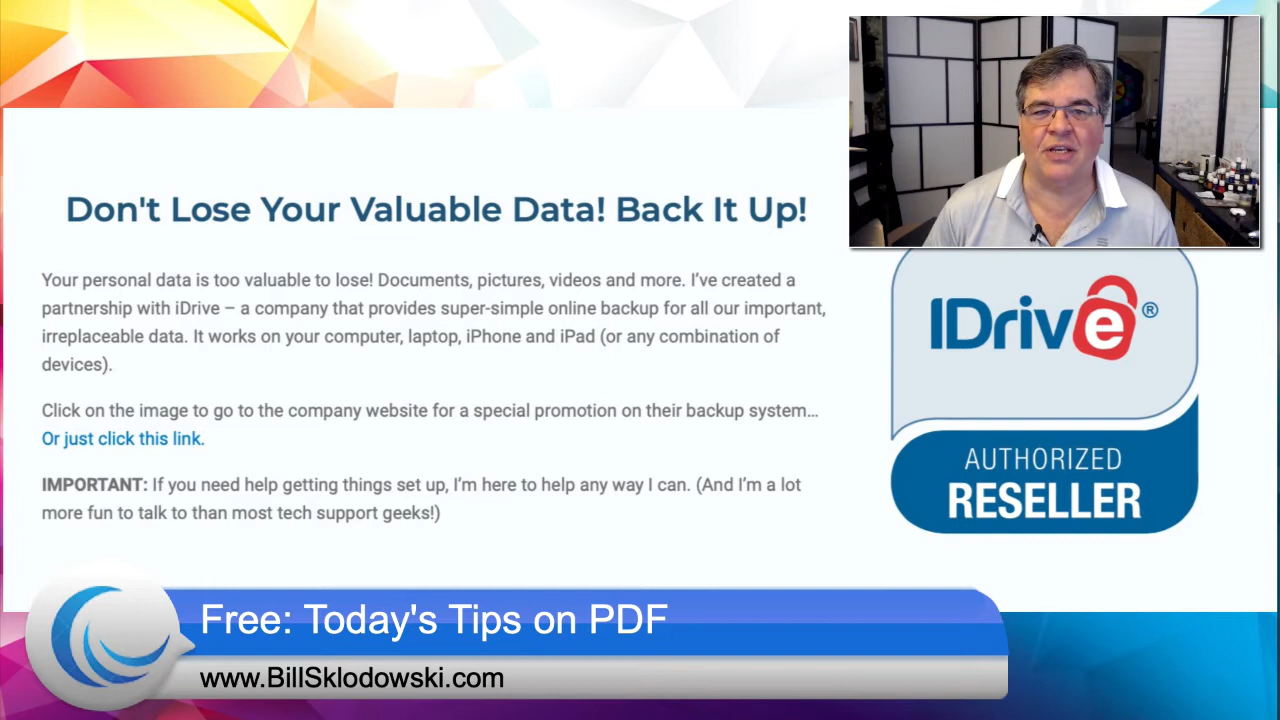 Don't Lose Your Valuable Data! Back It Up!
Your personal data is too valuable to lose! Documents, pictures, videos and more. I've created a
partnership with iDrive – a company that provides super-simple online backup for all our important,
irreplaceable data. It works on your computer, laptop, iPhone and iPad (or any combination of
devices).
Click on the image to go to the company website for a special promotion on their backup system…
Or just click this link.
IMPORTANT: If you need help getting things set up, I'm here to help any way I can. (And I'm a lot
more fun to talk to than most tech support geeks!)
IDrive®
AUTHORIZED
RESELLER
Free: Today's Tips on PDF
www.BillSklodowski.com